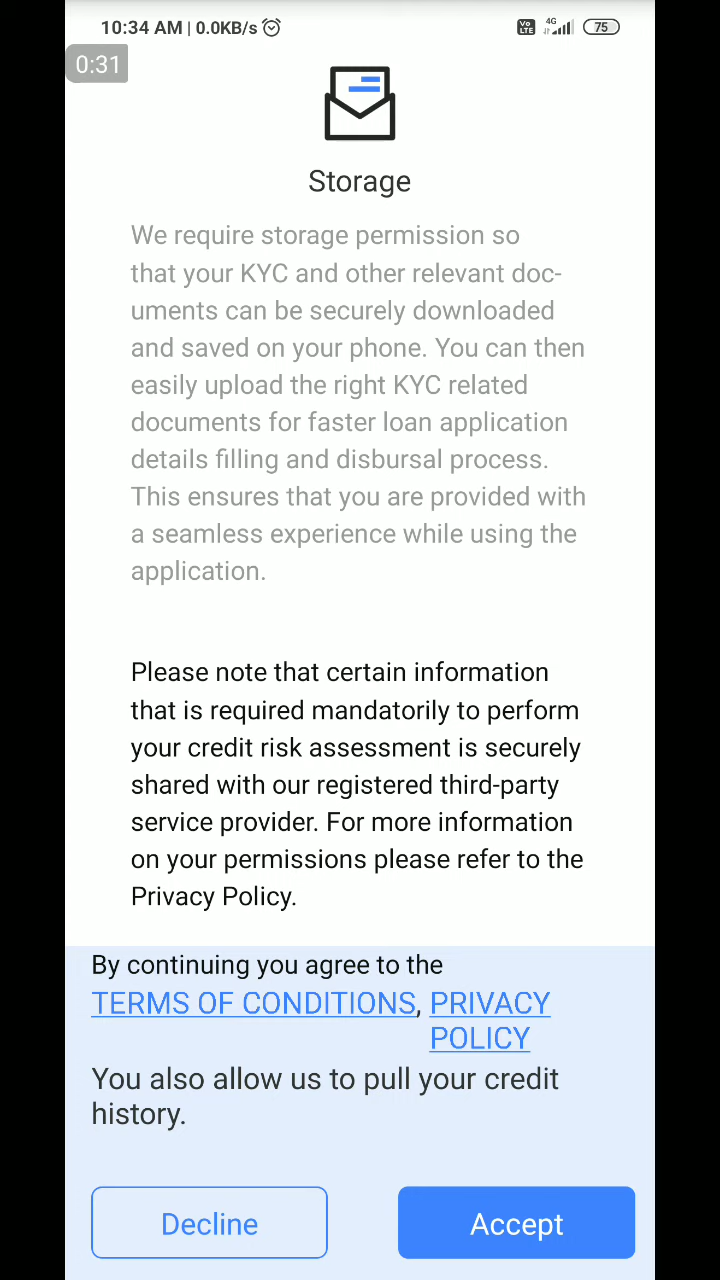 10:34 AM | 0.0KB/s
Vo LTE 4G 75
0:31
Storage
We require storage permission so
that your KYC and other relevant doc-
uments can be securely downloaded
and saved on your phone. You can then
easily upload the right KYC related
documents for faster loan application
details filling and disbursal process.
This ensures that you are provided with
a seamless experience while using the
application.
Please note that certain information
that is required mandatorily to perform
your credit risk assessment is securely
shared with our registered third-party
service provider. For more information
on your permissions please refer to the
Privacy Policy.
By continuing you agree to the
TERMS OF CONDITIONS, PRIVACY
POLICY
You also allow us to pull your credit
history.
Decline Accept